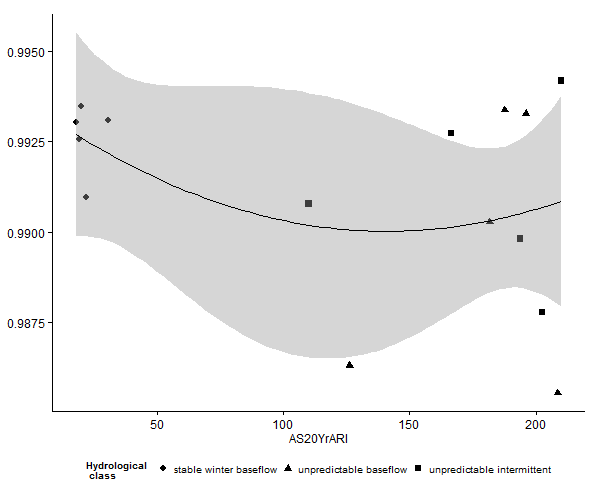 0.9950
0.9925
0.9900
0.9875
50 100 150 200
AS20YrARI
Hydrological
class
stable winter baseflow unpredictable baseflow unpredictable intermittent